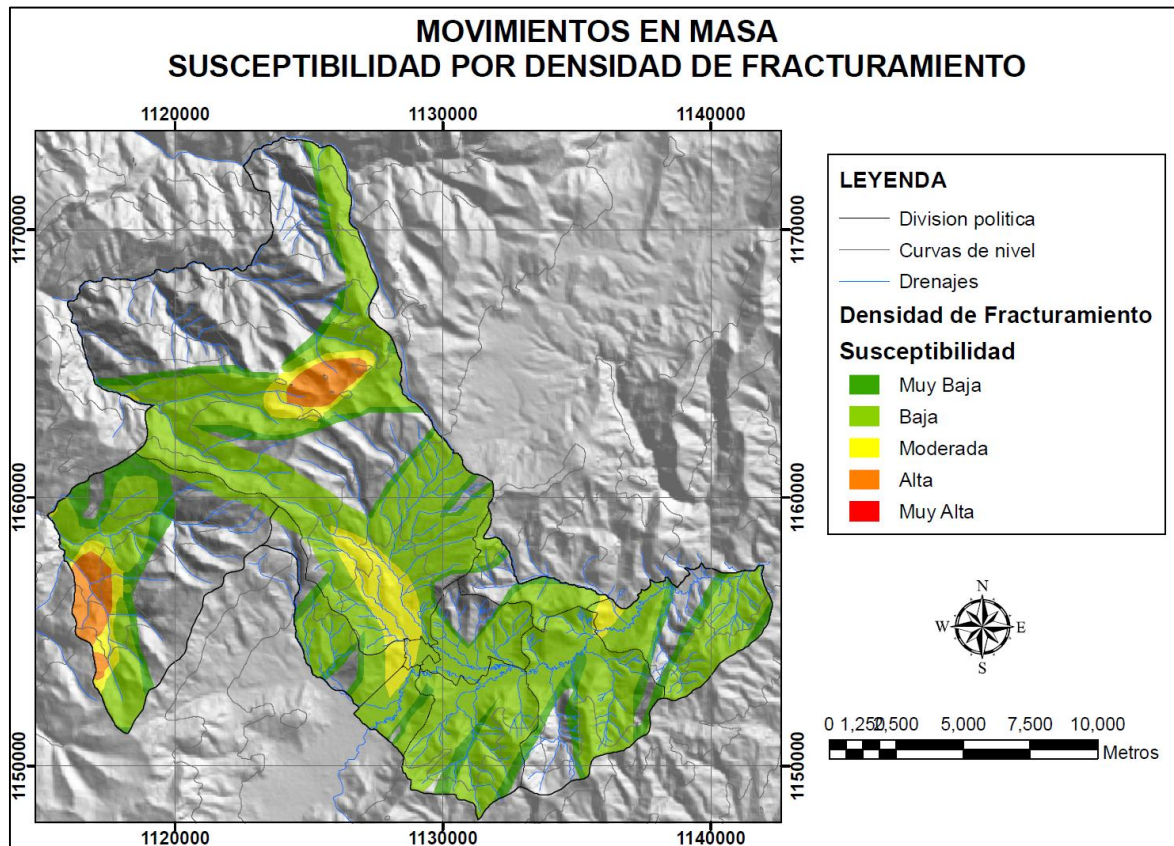 MOVIMIENTOS EN MASA
SUSCEPTIBILIDAD POR DENSIDAD DE FRACTURAMIENTO
1120000 1130000 1140000
1170000 1170000
1160000 1160000
1150000 1150000
1120000 1130000 1140000
LEYENDA
Division politica
Curvas de nivel
Drenajes
Densidad de Fracturamiento
Susceptibilidad
Muy Baja
Baja
Moderada
Alta
Muy Alta
N
W E
S
0 1,250 2,500 5,000 7,500 10,000
Metros